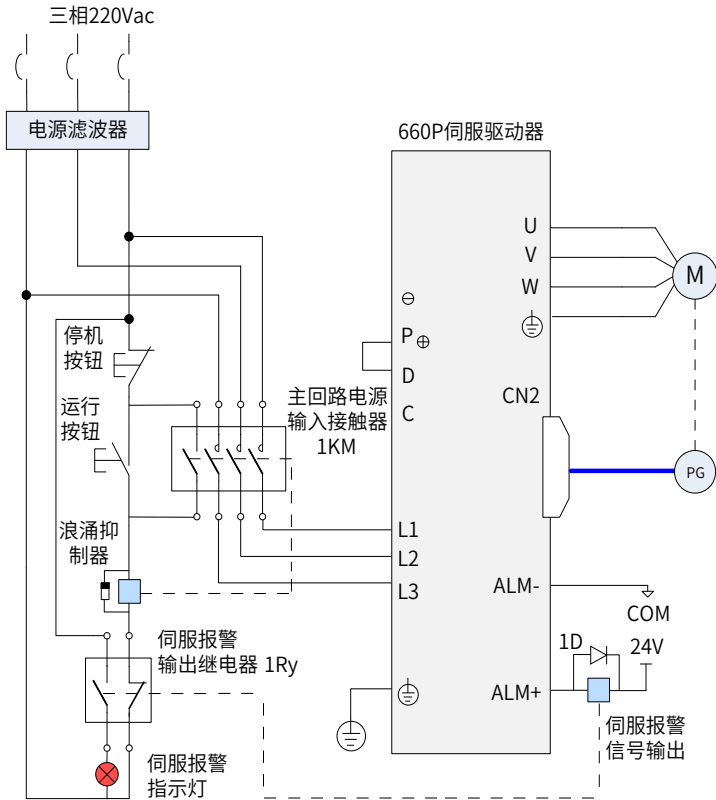 三相220Vac
电源滤波器
660P伺服驱动器
U
V
W
M
P
D
C
停机
按钮
主回路电源
输入接触器
1KM
CN2
运行
按钮
PG
浪涌抑
制器
L1
L2
L3
ALM-
COM
伺服报警
输出继电器 1Ry
1D
24V
ALM+
伺服报警
信号输出
伺服报警
指示灯